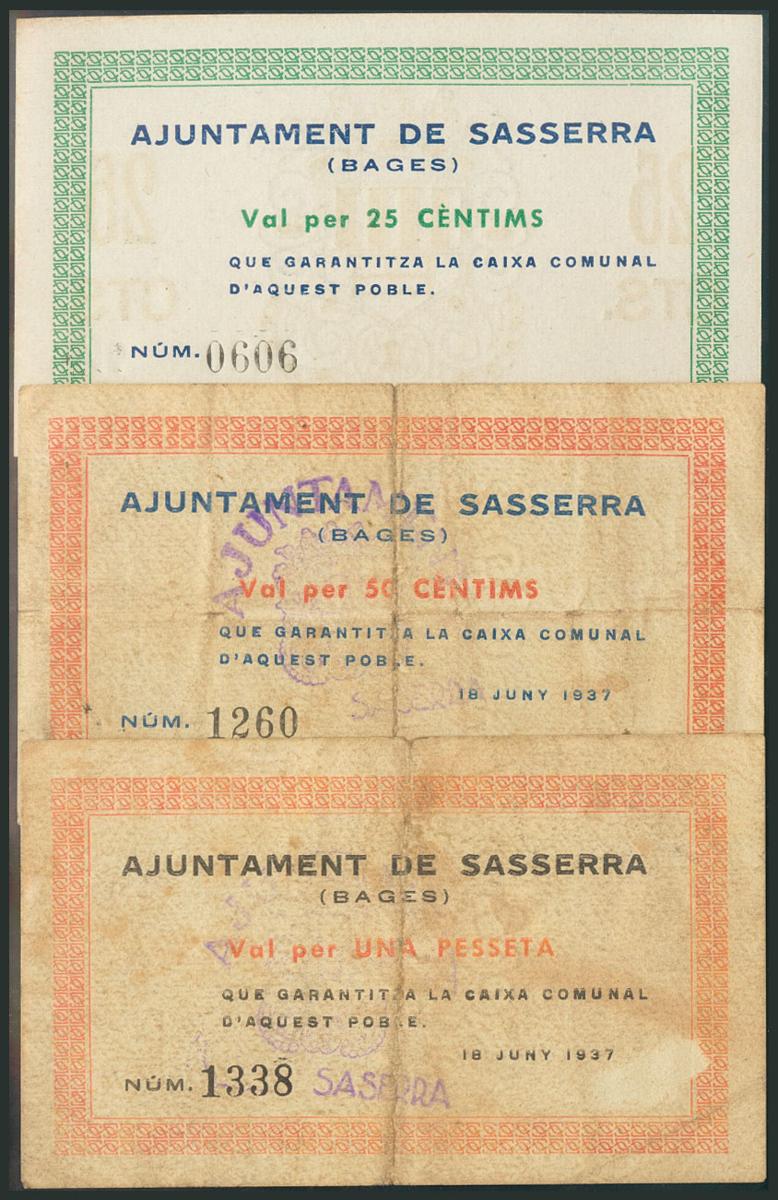 AJUNTAMENT DE SASSERRA
(BAGES)
Val per 25 CÈNTIMS
QUE GARANTITZA LA CAIXA COMUNAL
D'AQUEST POBLE.
NÚM. 0606
AJUNTAMENT DE SASSERRA
(BAGES)
Val per 50 CÈNTIMS
QUE GARANTITZA LA CAIXA COMUNAL
D'AQUEST POBLE.
18 JUNY 1937
NÚM. 1260
AJUNTAMENT DE SASSERRA
(BAGES)
Val per UNA PESSETA
QUE GARANTITZA LA CAIXA COMUNAL
D'AQUEST POBLE.
18 JUNY 1937
NÚM. 1338
SASERRA